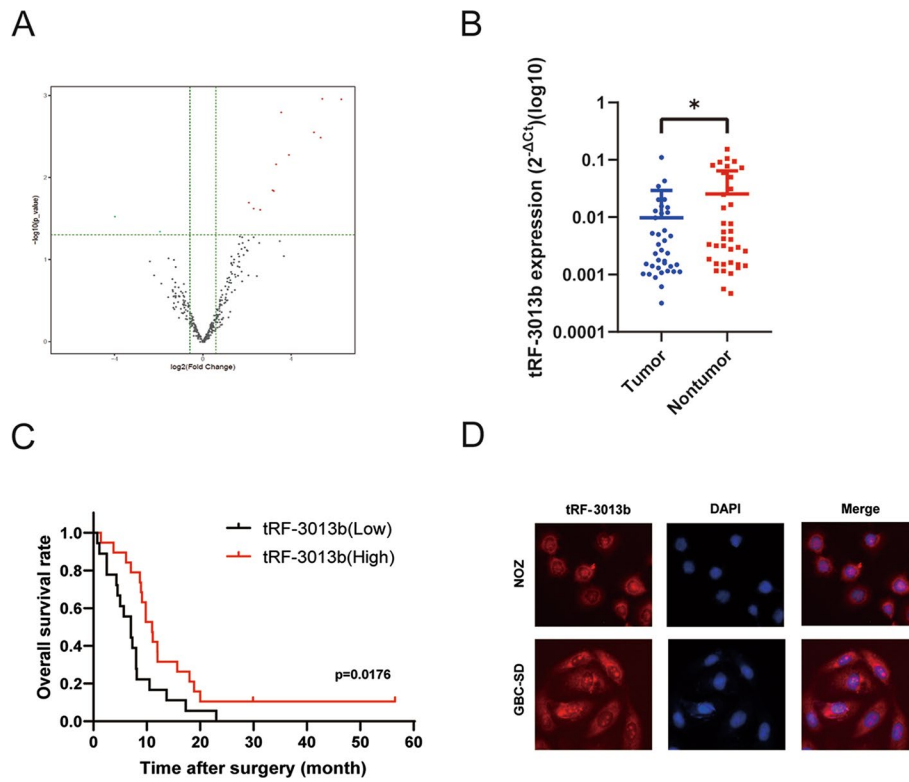 A
3
2
1
0
-log10(p_value)
0
log2(Fold Change)
B
*
1
0.1
0.01
0.001
0.0001
tRF-3013b expression (2^-ΔCt)(log10)
Tumor
Nontumor
C
tRF-3013b(Low)
tRF-3013b(High)
1.0
0.8
0.6
0.4
0.2
0.0
Overall survival rate
p=0.0176
0 10 20 30 40 50 60
Time after surgery (month)
D
tRF-3013b DAPI Merge
NOZ
GBC-SD